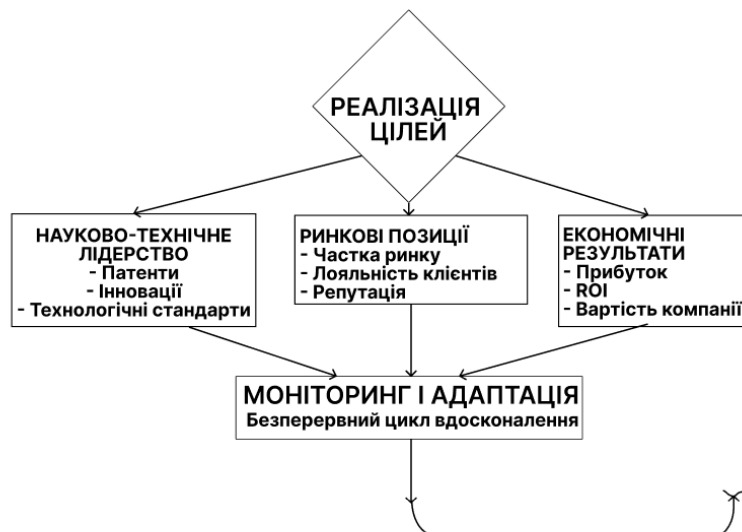 РЕАЛІЗАЦІЯ
ЦІЛЕЙ
НАУКОВО-ТЕХНІЧНЕ
ЛІДЕРСТВО
- Патенти
- Інновації
- Технологічні стандарти
РИНКОВІ ПОЗИЦІЇ
- Частка ринку
- Лояльність клієнтів
- Репутація
ЕКОНОМІЧНІ
РЕЗУЛЬТАТИ
- Прибуток
- ROI
- Вартість компанії
МОНІТОРИНГ І АДАПТАЦІЯ
Безперервний цикл вдосконалення